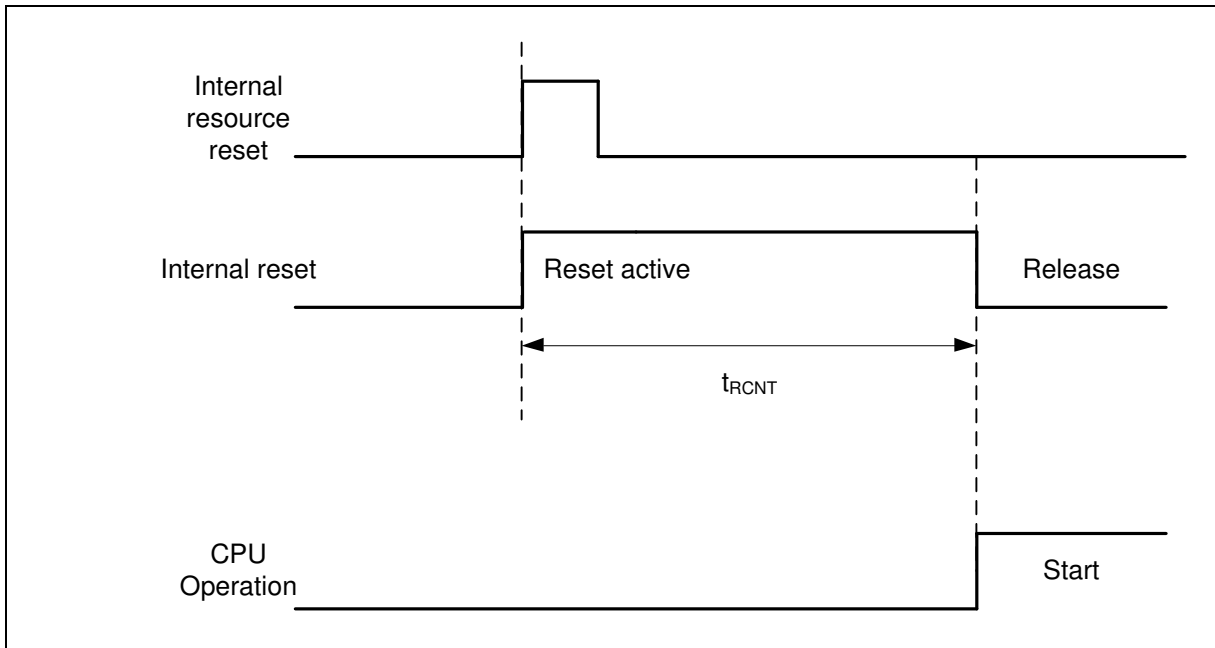 Internal
resource
reset
Internal reset
Reset active
Release
tRCNT
CPU
Operation
Start